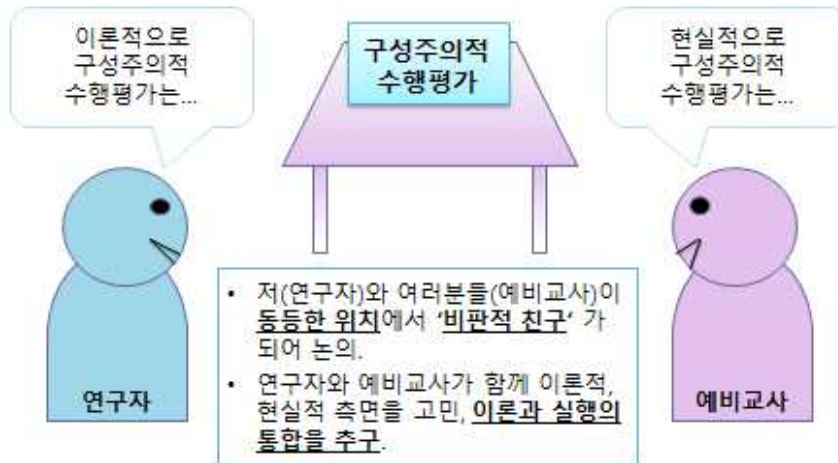 이론적으로
구성주의적
수행평가는...
구성주의적
수행평가
현실적으로
구성주의적
수행평가는...
• 저(연구자)와 여러분들(예비교사)이
동등한 위치에서 ‘비판적 친구‘ 가
되어 논의.
• 연구자와 예비교사가 함께 이론적,
현실적 측면을 고민, 이론과 실행의
통합을 추구.
연구자
예비교사